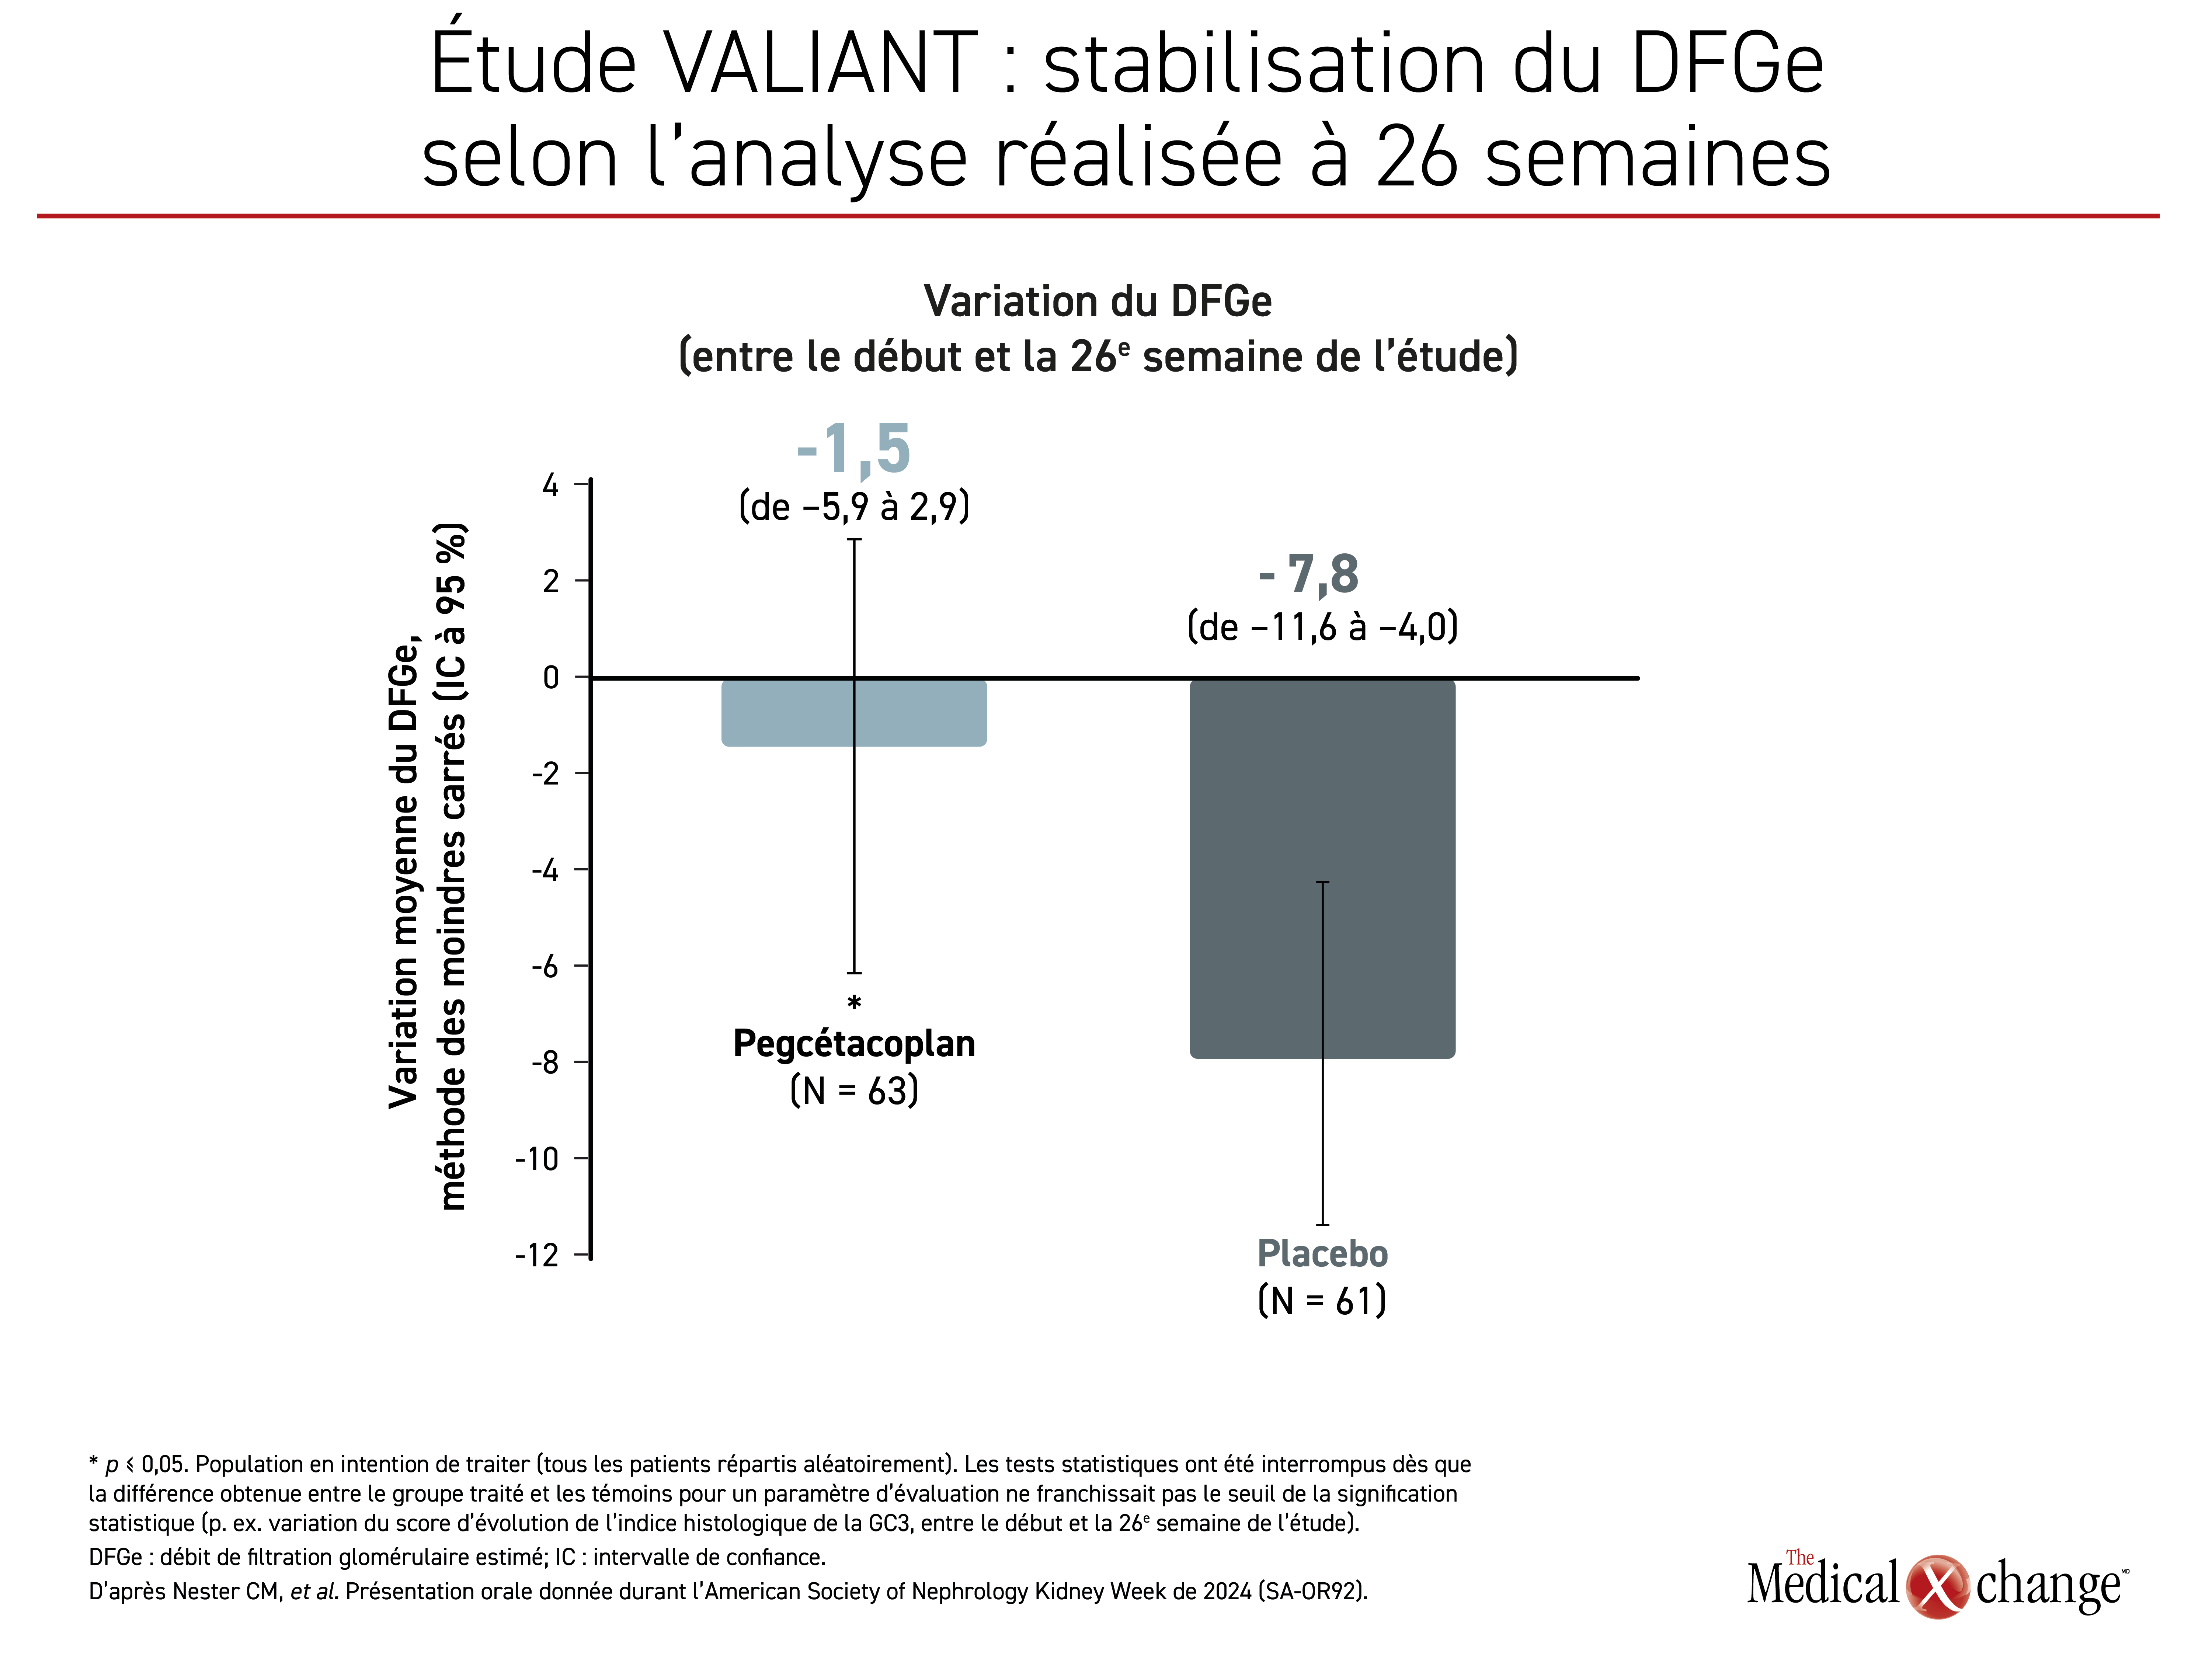 Étude VALIANT : stabilisation du DFGe
selon l’analyse réalisée à 26 semaines
Variation du DFGe
(entre le début et la 26e semaine de l’étude)
-1,5
(de –5,9 à 2,9)
- 7,8
(de –11,6 à –4,0)
Variation moyenne du DFGe,
méthode des moindres carrés (IC à 95 %)
4
2
0
-2
-4
-6
-8
-10
-12
*
Pegcétacoplan
(N = 63)
Placebo
(N = 61)
* p ≤ 0,05. Population en intention de traiter (tous les patients répartis aléatoirement). Les tests statistiques ont été interrompus dès que
la différence obtenue entre le groupe traité et les témoins pour un paramètre d’évaluation ne franchissait pas le seuil de la signification
statistique (p. ex. variation du score d’évolution de l’indice histologique de la GC3, entre le début et la 26e semaine de l’étude).
DFGe : débit de filtration glomérulaire estimé; IC : intervalle de confiance.
D’après Nester CM, et al. Présentation orale donnée durant l’American Society of Nephrology Kidney Week de 2024 (SA-OR92).
The
Medical X change MD